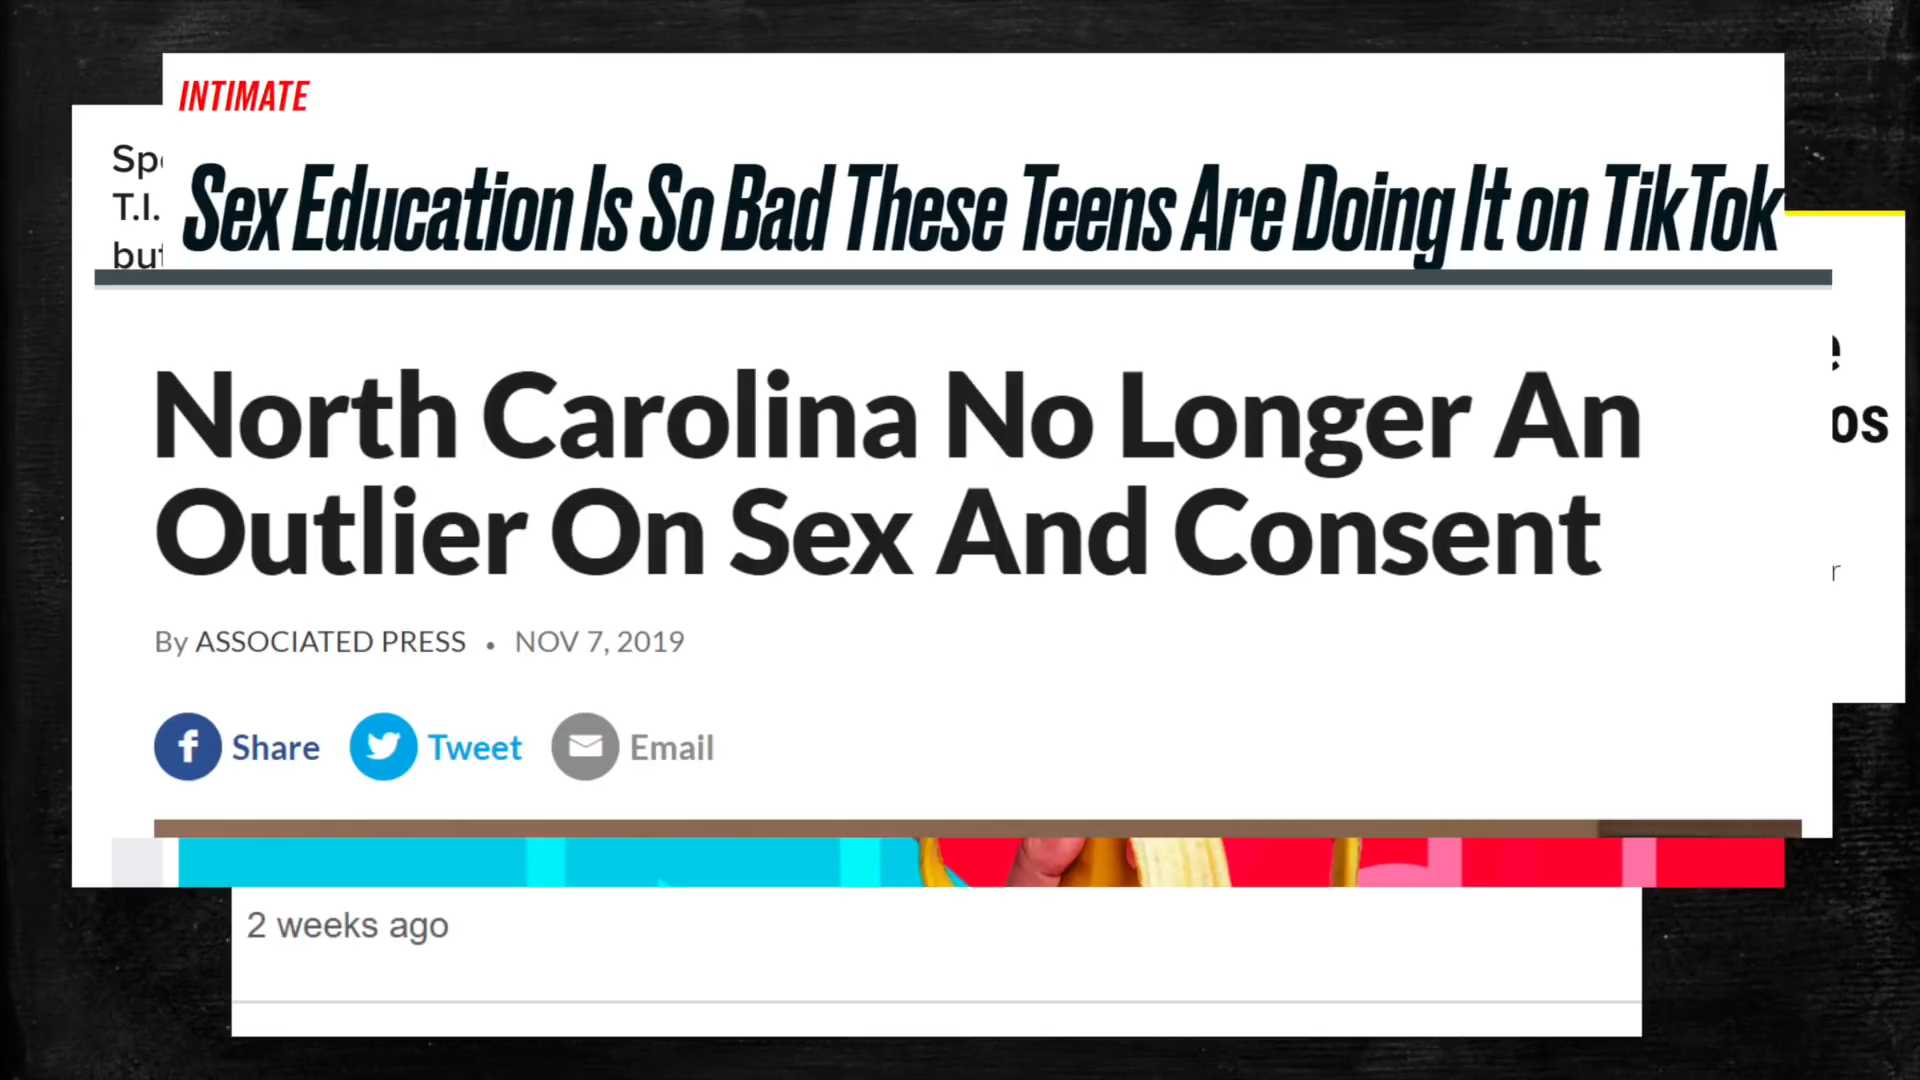 INTIMATE
Sex Education Is So Bad These Teens Are Doing It on TikTok
T.I.
North Carolina No Longer An
Outlier On Sex And Consent
By ASSOCIATED PRESS • NOV 7, 2019
Share Tweet Email
2 weeks ago